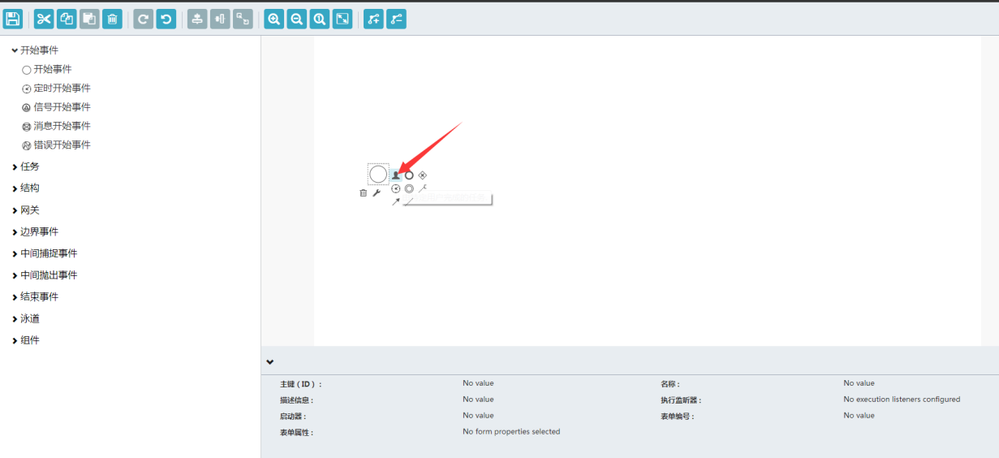 开始事件
开始事件
定时开始事件
信号开始事件
消息开始事件
错误开始事件
任务
结构
网关
边界事件
中间捕捉事件
中间抛出事件
结束事件
泳道
组件
主键（ID）： No value 名称： No value
描述信息： No value 执行监听器： No execution listeners configured
启动器： No value 表单编号： No value
表单属性： No form properties selected